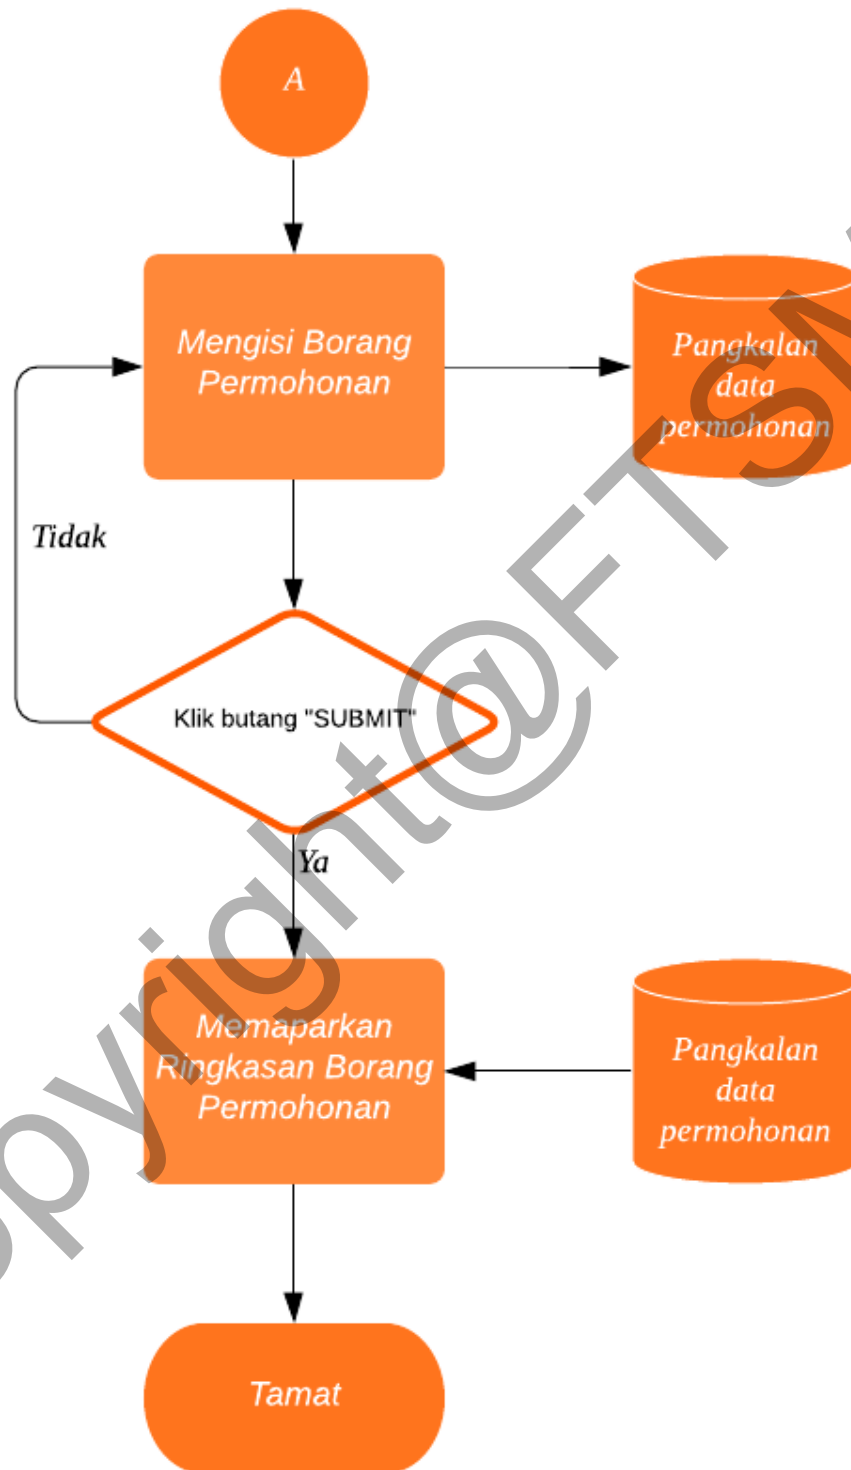 A
Mengisi Borang
Permohonan
Pangkalan
data
permohonan
Tidak
Klik butang "SUBMIT"
Ya
Memaparkan
Ringkasan Borang
Permohonan
Pangkalan
data
permohonan
Tamat
opyright@FTSM